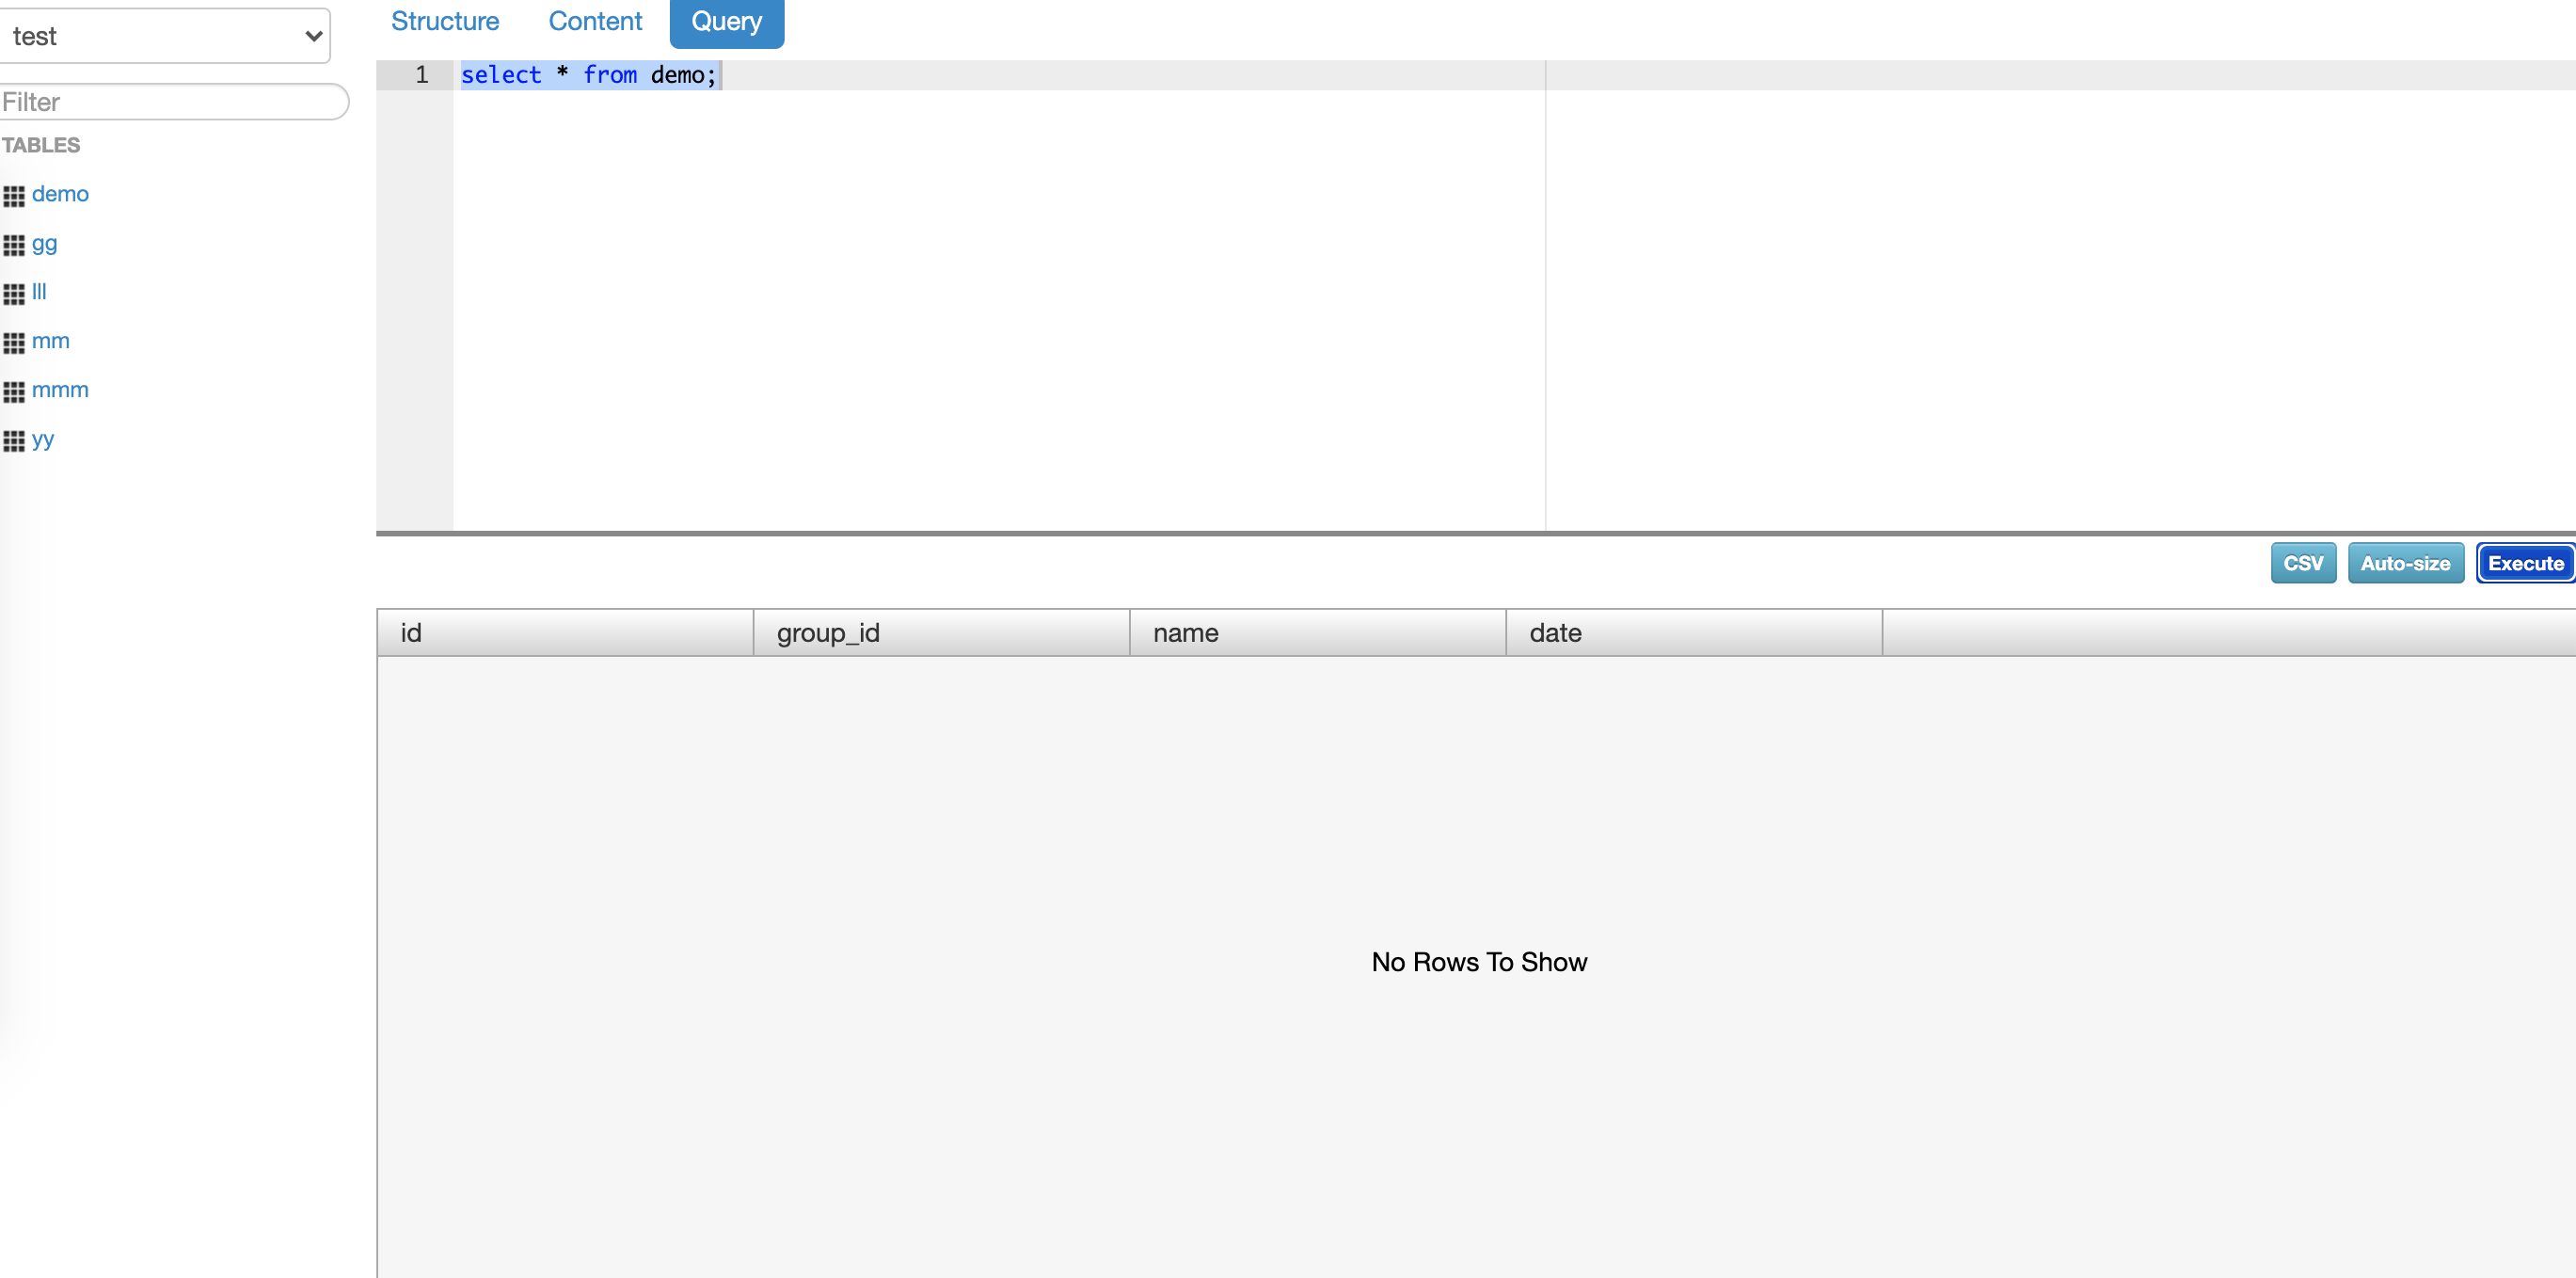 test
Filter
TABLES
demo
gg
lll
mm
mmm
yy
Structure Content Query
1 select * from demo;
CSV Auto-size Execute
id group_id name date
No Rows To Show